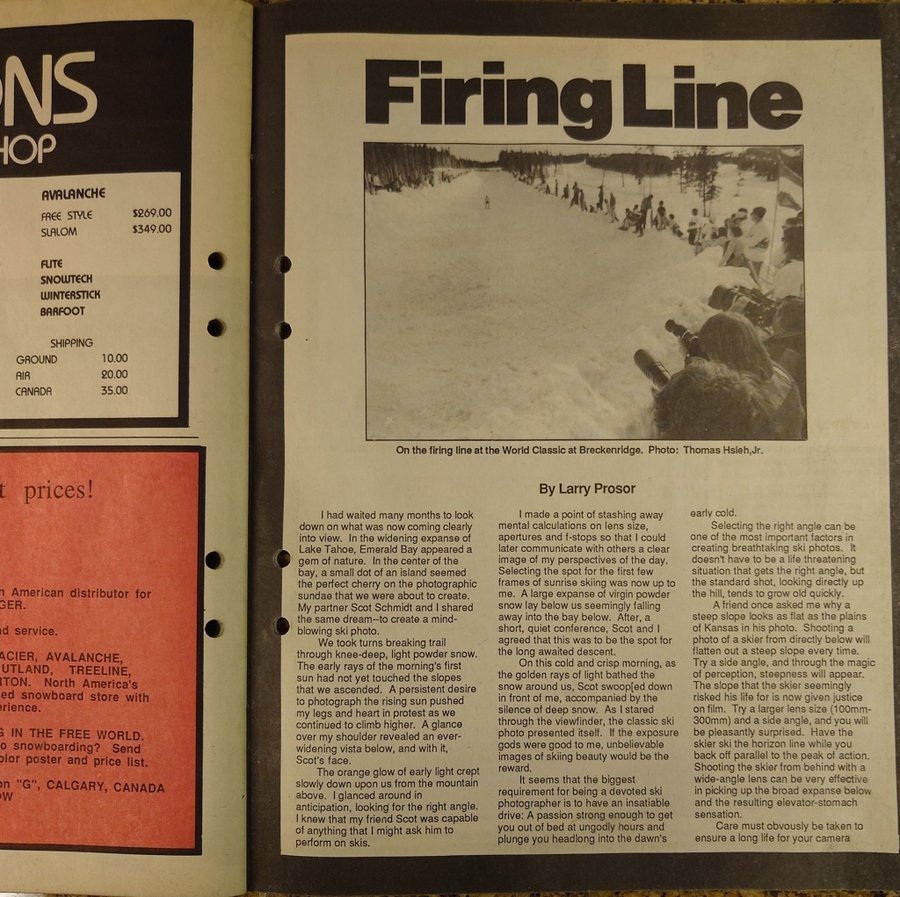 ONS
HOP
AVALANCHE
FREE STYLE $269.00
SLALOM $349.00
FLITE
SNOWTECH
WINTERSTICK
BARFOOT
SHIPPING
GROUND 10.00
AIR 20.00
CANADA 35.00
t prices!
n American distributor for
GER.
nd service.
ACIER, AVALANCHE,
UTLAND, TREELINE,
RTON. North America's
ed snowboard store with
erience.
G IN THE FREE WORLD.
o snowboarding? Send
olor poster and price list.
on "G", CALGARY, CANADA
OW
Firing Line
On the firing line at the World Classic at Breckenridge. Photo: Thomas Hsieh,Jr.
By Larry Prosor
I had waited many months to look
down on what was now coming clearly
into view. In the widening expanse of
Lake Tahoe, Emerald Bay appeared a
gem of nature. In the center of the
bay, a small dot of an island seemed
the perfect cherry on the photographic
sundae that we were about to create.
My partner Scot Schmidt and I shared
the same dream--to create a mind-
blowing ski photo.
We took turns breaking trail
through knee-deep, light powder snow.
The early rays of the morning's first
sun had not yet touched the slopes
that we ascended. A persistent desire
to photograph the rising sun pushed
my legs and heart in protest as we
continued to climb higher. A glance
over my shoulder revealed an ever-
widening vista below, and with it,
Scot's face.
The orange glow of early light crept
slowly down upon us from the mountain
above. I glanced around in
anticipation, looking for the right angle.
I knew that my friend Scot was capable
of anything that I might ask him to
perform on skis.
I made a point of stashing away
mental calculations on lens size,
apertures and f-stops so that I could
later communicate with others a clear
image of my perspectives of the day.
Selecting the spot for the first few
frames of sunrise skiing was now up to
me. A large expanse of virgin powder
snow lay below us seemingly falling
away into the bay below. After, a
short, quiet conference, Scot and I
agreed that this was to be the spot for
the long awaited descent.
On this cold and crisp morning, as
the golden rays of light bathed the
snow around us, Scot swoop[ed down
in front of me, accompanied by the
silence of deep snow. As I stared
through the viewfinder, the classic ski
photo presented itself. If the exposure
gods were good to me, unbelievable
images of skiing beauty would be the
reward.
It seems that the biggest
requirement for being a devoted ski
photographer is to have an insatiable
drive: A passion strong enough to get
you out of bed at ungodly hours and
plunge you headlong into the dawn's
early cold.
Selecting the right angle can be
one of the most important factors in
creating breathtaking ski photos. It
doesn't have to be a life threatening
situation that gets the right angle, but
the standard shot, looking directly up
the hill, tends to grow old quickly.
A friend once asked me why a
steep slope looks as flat as the plains
of Kansas in his photo. Shooting a
photo of a skier from directly below will
flatten out a steep slope every time.
Try a side angle, and through the magic
of perception, steepness will appear.
The slope that the skier seemingly
risked his life for is now given justice
on film. Try a larger lens size (100mm-
300mm) and a side angle, and you will
be pleasantly surprised. Have the
skier ski the horizon line while you
back off parallel to the peak of action.
Shooting the skier from behind with a
wide-angle lens can be very effective
in picking up the broad expanse below
and the resulting elevator-stomach
sensation.
Care must obvously be taken to
ensure a long life for your camera